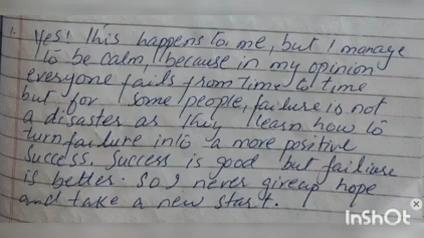 1. Yes! This happens to me, but I manage
to be calm, because in my opinion
everyone fails from time to time
but for some people, failure is not
a disaster as they learn how to
turn failure into a more positive
Success. Success is good but failiure
is better. So I never giveup hope
and take a new start.
InShOt